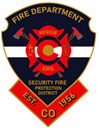 FIRE DEPARTMENT
RESCUE
EMS
SECURITY FIRE
PROTECTION
DISTRICT
EST. 1956
CO